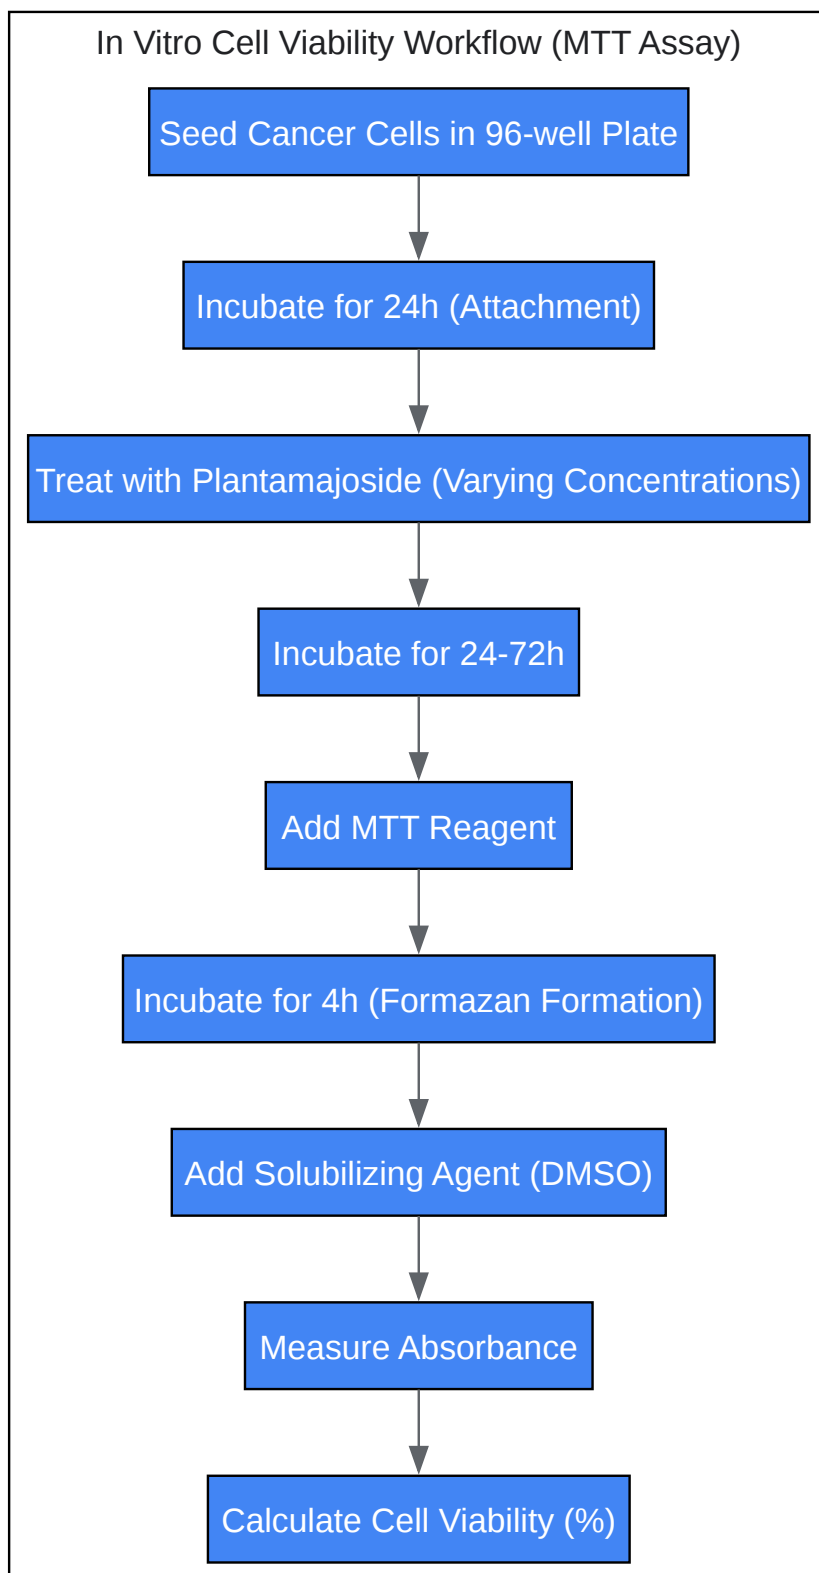 In Vitro Cell Viability Workflow (MTT Assay)
Seed Cancer Cells in 96-well Plate
Incubate for 24h (Attachment)
Treat with Plantamajoside (Varying Concentrations)
Incubate for 24-72h
Add MTT Reagent
Incubate for 4h (Formazan Formation)
Add Solubilizing Agent (DMSO)
Measure Absorbance
Calculate Cell Viability (%)